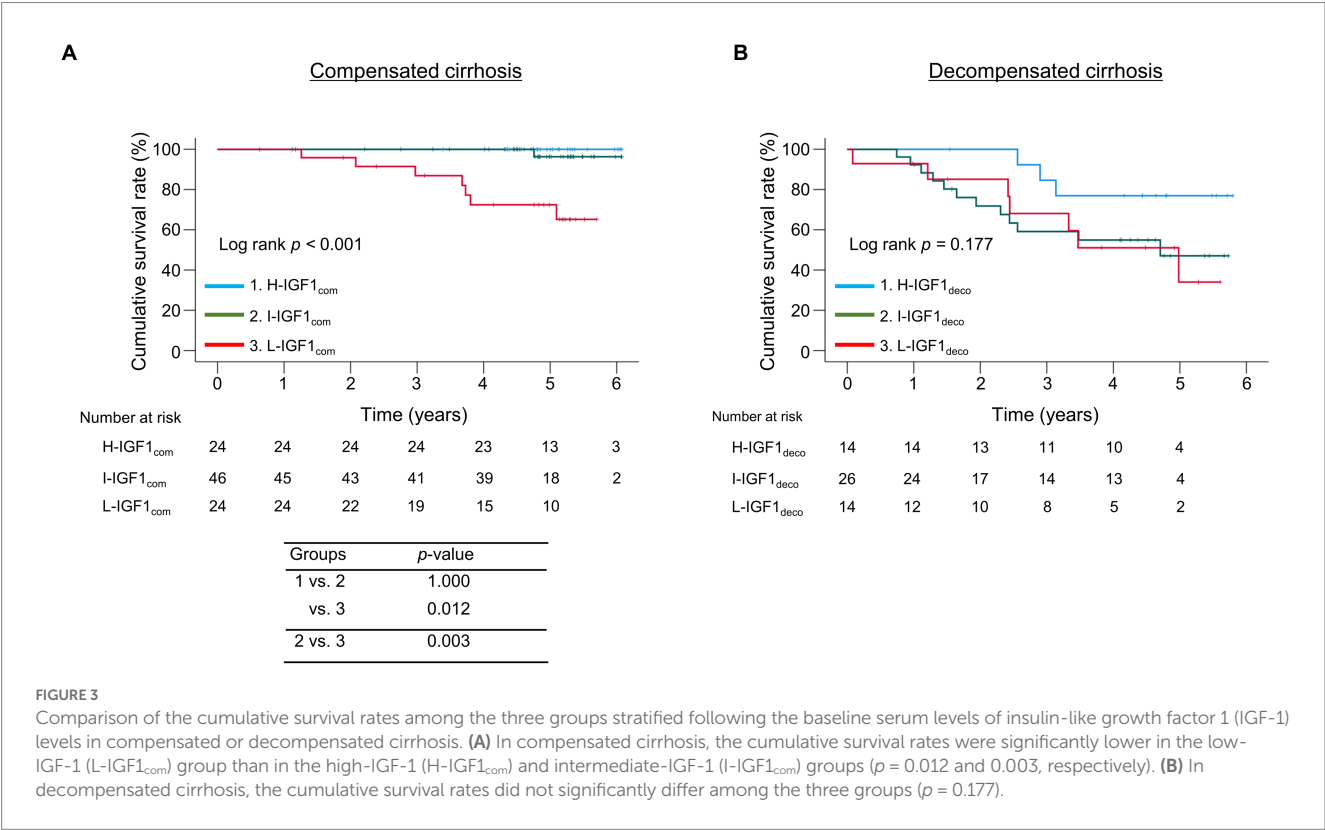 A
Compensated cirrhosis
Cumulative survival rate (%)
100
80
60
40
20
0
Log rank p < 0.001
1. H-IGF1com
2. I-IGF1com
3. L-IGF1com
0 1 2 3 4 5 6
Time (years)
Number at risk
H-IGF1com 24 24 24 24 23 13 3
I-IGF1com 46 45 43 41 39 18 2
L-IGF1com 24 24 22 19 15 10
Groups p-value
1 vs. 2 1.000
vs. 3 0.012
2 vs. 3 0.003
B
Decompensated cirrhosis
Cumulative survival rate (%)
100
80
60
40
20
0
Log rank p = 0.177
1. H-IGF1deco
2. I-IGF1deco
3. L-IGF1deco
0 1 2 3 4 5 6
Time (years)
Number at risk
H-IGF1deco 14 14 13 11 10 4
I-IGF1deco 26 24 17 14 13 4
L-IGF1deco 14 12 10 8 5 2
FIGURE 3
Comparison of the cumulative survival rates among the three groups stratified following the baseline serum levels of insulin-like growth factor 1 (IGF-1)
levels in compensated or decompensated cirrhosis. (A) In compensated cirrhosis, the cumulative survival rates were significantly lower in the low-
IGF-1 (L-IGF1com) group than in the high-IGF-1 (H-IGF1com) and intermediate-IGF-1 (I-IGF1com) groups (p = 0.012 and 0.003, respectively). (B) In
decompensated cirrhosis, the cumulative survival rates did not significantly differ among the three groups (p = 0.177).